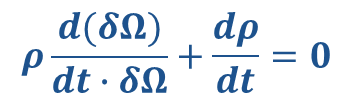 ρ d(δΩ)/(dt · δΩ) + dρ/dt = 0